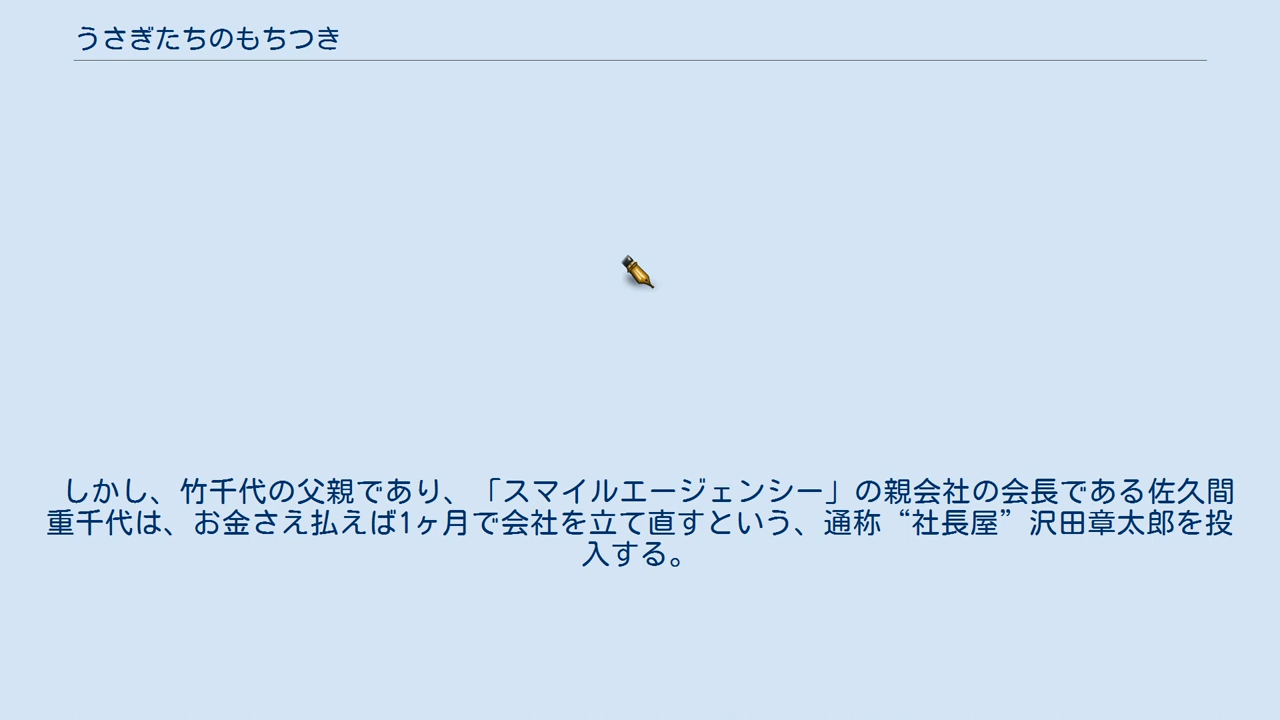 うさぎたちのもちつき
しかし、竹千代の父親であり、「スマイルエージェンシー」の親会社の会長である佐久間
重千代は、お金さえ払えば1ヶ月で会社を立て直すという、通称“社長屋”沢田章太郎を投
入する。